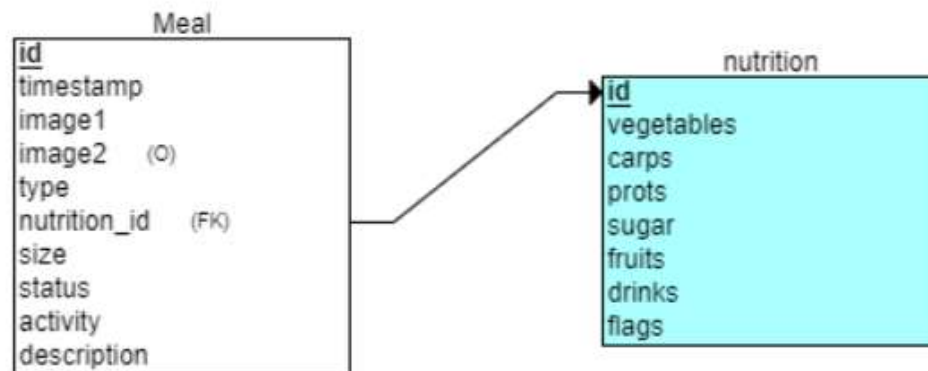 Meal
id
timestamp
image1
image2 (O)
type
nutrition_id (FK)
size
status
activity
description
nutrition
id
vegetables
carps
prots
sugar
fruits
drinks
flags